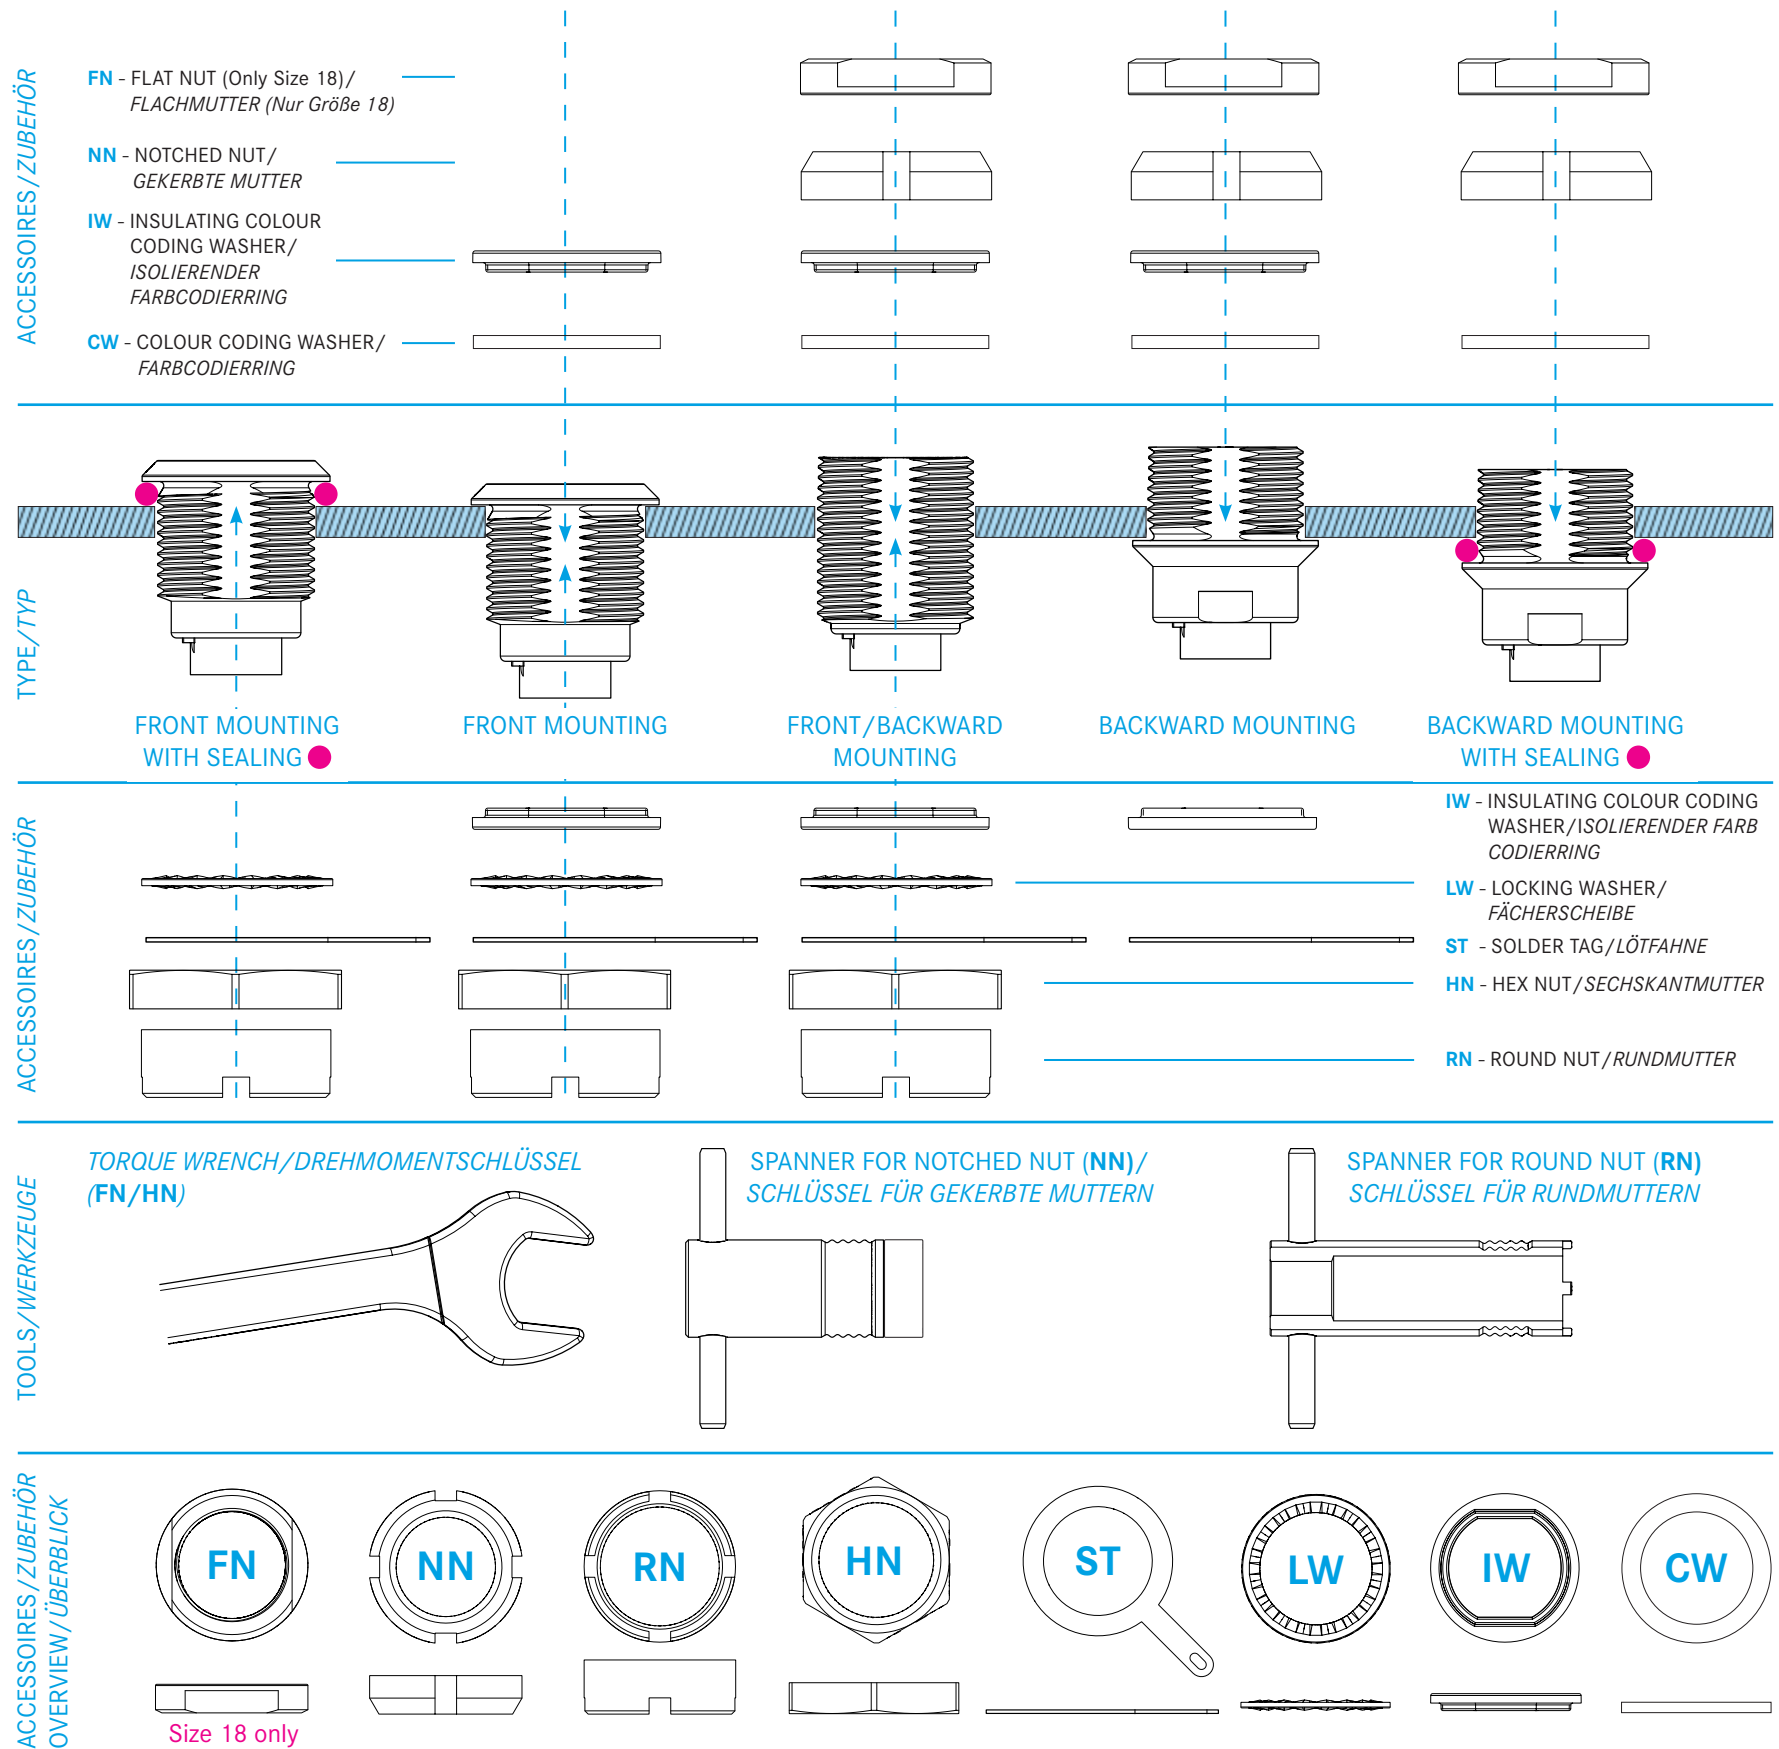 ACCESSOIRES/ZUBEHÖR
FN - FLAT NUT (Only Size 18)/
FLACHMUTTER (Nur Größe 18)
NN - NOTCHED NUT/
GEKERBTE MUTTER
IW - INSULATING COLOUR
CODING WASHER/
ISOLIERENDER
FARBCODIERRING
CW - COLOUR CODING WASHER/
FARBCODIERRING
TYPE/TYP
FRONT MOUNTING
WITH SEALING
FRONT MOUNTING
FRONT/BACKWARD
MOUNTING
BACKWARD MOUNTING
BACKWARD MOUNTING
WITH SEALING
ACCESSOIRES/ZUBEHÖR
IW - INSULATING COLOUR CODING
WASHER/ISOLIERENDER FARB
CODIERRING
LW - LOCKING WASHER/
FÄCHERSCHEIBE
ST - SOLDER TAG/LÖTFAHNE
HN - HEX NUT/SECHSKANTMUTTER
RN - ROUND NUT/RUNDMUTTER
TOOLS/WERKZEUGE
TORQUE WRENCH/DREHMOMENTSCHLÜSSEL
(FN/HN)
SPANNER FOR NOTCHED NUT (NN)/
SCHLÜSSEL FÜR GEKERBTE MUTTERN
SPANNER FOR ROUND NUT (RN)
SCHLÜSSEL FÜR RUNDMUTTERN
ACCESSOIRES/ZUBEHÖR
OVERVIEW/ÜBERBLICK
FN
NN
RN
HN
ST
LW
IW
CW
Size 18 only